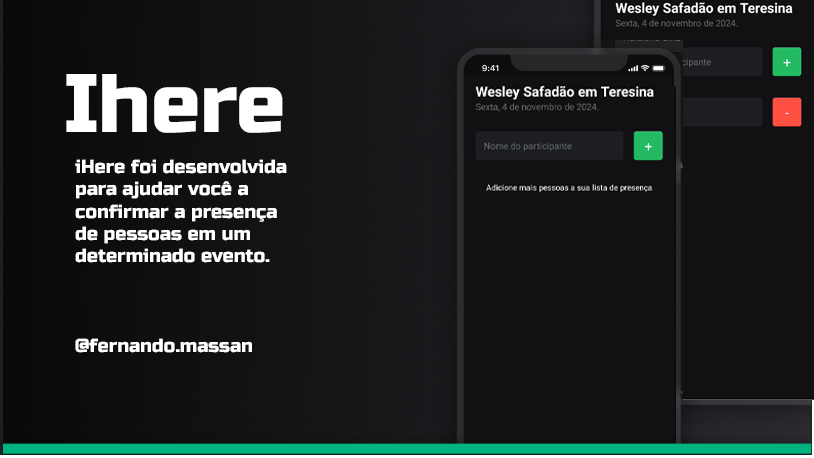 Ihere
iHere foi desenvolvida
para ajudar você a
confirmar a presença
de pessoas em um
determinado evento.
@fernando.massan
9:41
Wesley Safadão em Teresina
Sexta, 4 de novembro de 2024.
Nome do participante
+
Adicione mais pessoas a sua lista de presença
Wesley Safadão em Teresina
Sexta, 4 de novembro de 2024.
cipante
+
-